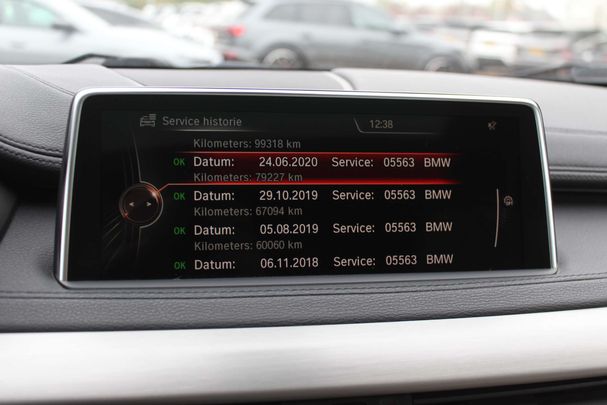 Service historie
12:38
Kilometers: 99318 km
OK Datum: 24.06.2020 Service: 05563 BMW
Kilometers: 79227 km
OK Datum: 29.10.2019 Service: 05563 BMW
Kilometers: 67094 km
OK Datum: 05.08.2019 Service: 05563 BMW
Kilometers: 60060 km
OK Datum: 06.11.2018 Service: 05563 BMW